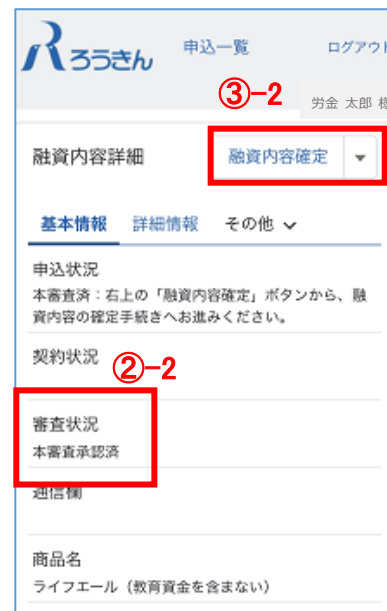 ろうきん
申込一覧
ログアウ
③-2
労金 太郎 様
融資内容詳細
融資内容確定
基本情報 詳細情報 その他
申込状況
本審査済：右上の「融資内容確定」ボタンから、融
資内容の確定手続きへお進みください。
契約状況
②-2
審査状況
本審査承認済
通信欄
商品名
ライフエール（教育資金を含まない）